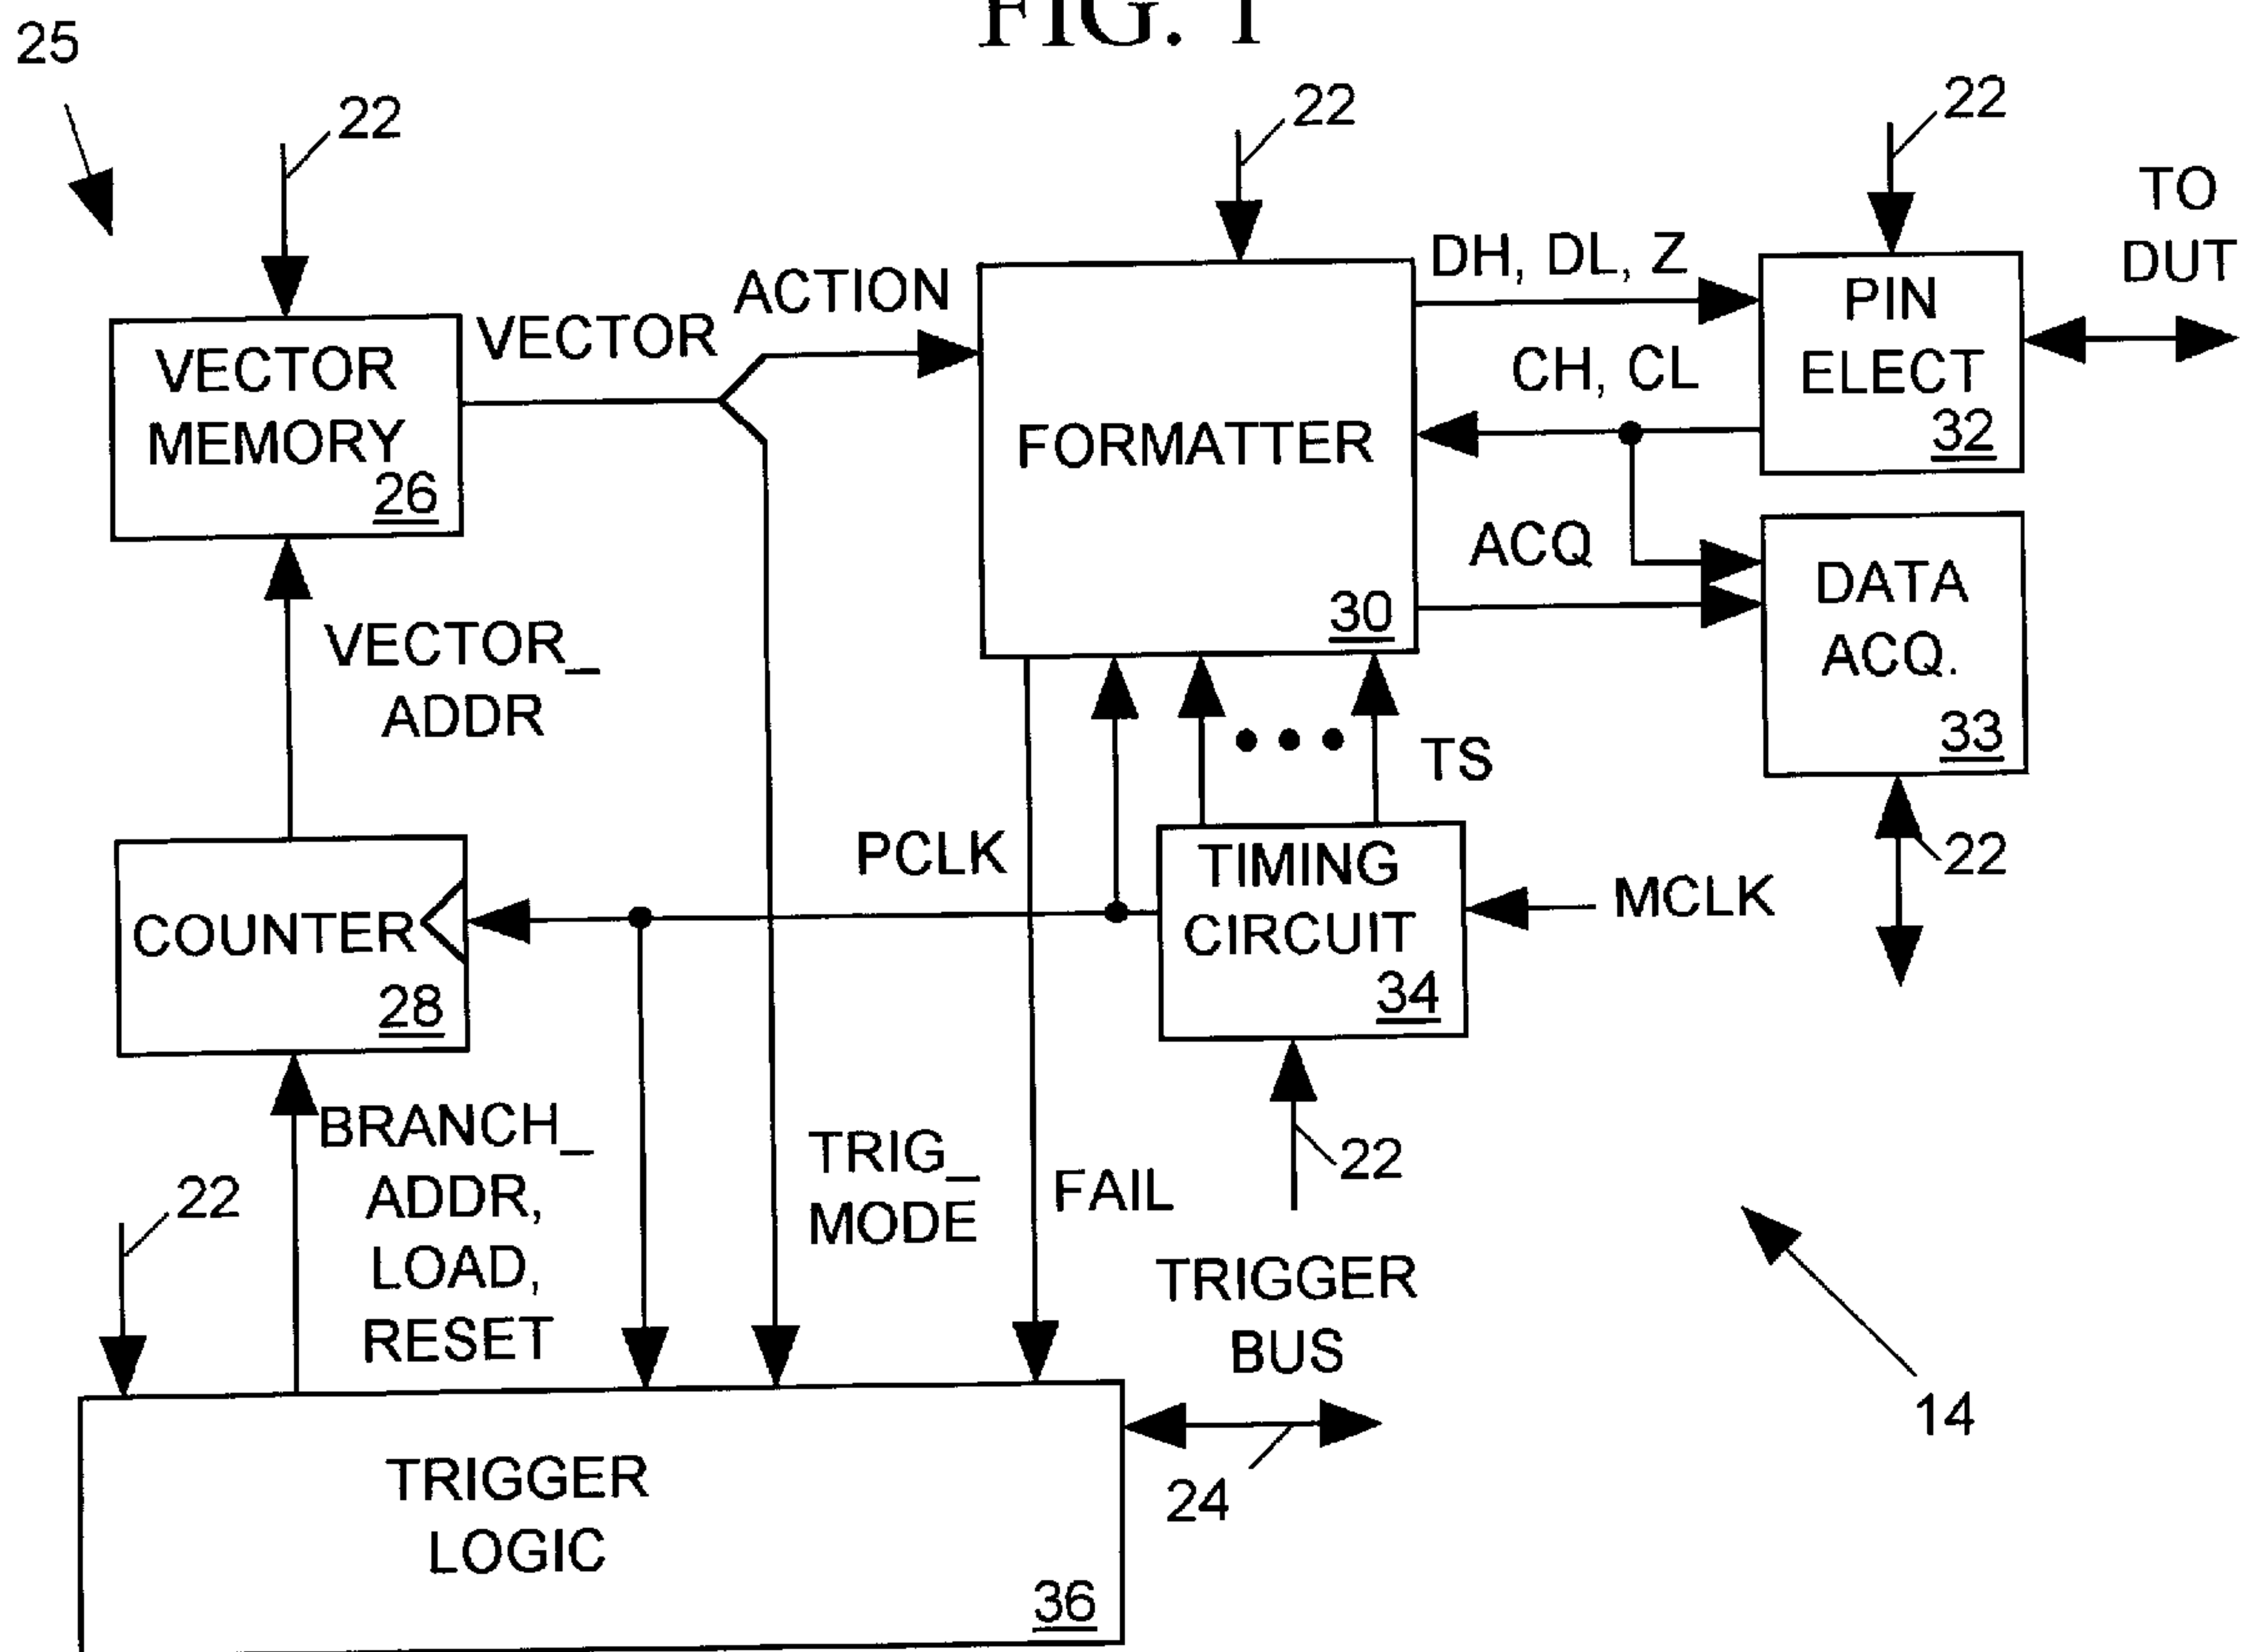 FIG. 1
25
22
22
22
TO
DUT
VECTOR
MEMORY
26
VECTOR
ACTION
FORMATTER
30
DH, DL, Z
CH, CL
ACQ
PIN
ELECT
32
DATA
ACQ.
33
22
VECTOR_
ADDR
TS
PCLK
TIMING
CIRCUIT
34
MCLK
22
COUNTER
28
BRANCH_
ADDR,
LOAD,
RESET
22
TRIG_
MODE
FAIL
TRIGGER
BUS
24
14
TRIGGER
LOGIC
36